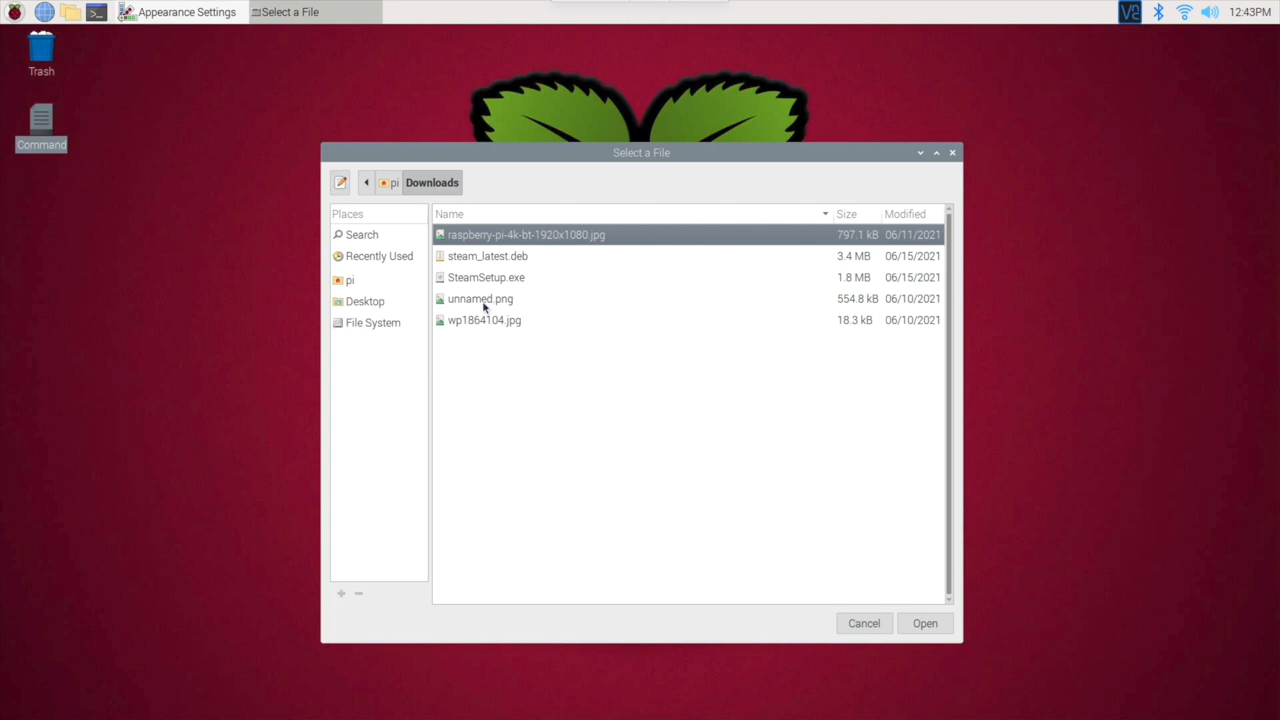 Appearance Settings Select a File 12:43PM
Trash
Command
Select a File
pi Downloads
Places Name Size Modified
Search raspberry-pi-4k-bt-1920x1080.jpg 797.1 kB 06/11/2021
Recently Used steam_latest.deb 3.4 MB 06/15/2021
pi SteamSetup.exe 1.8 MB 06/15/2021
Desktop unnamed.png 554.8 kB 06/10/2021
File System wp1864104.jpg 18.3 kB 06/10/2021
Cancel Open